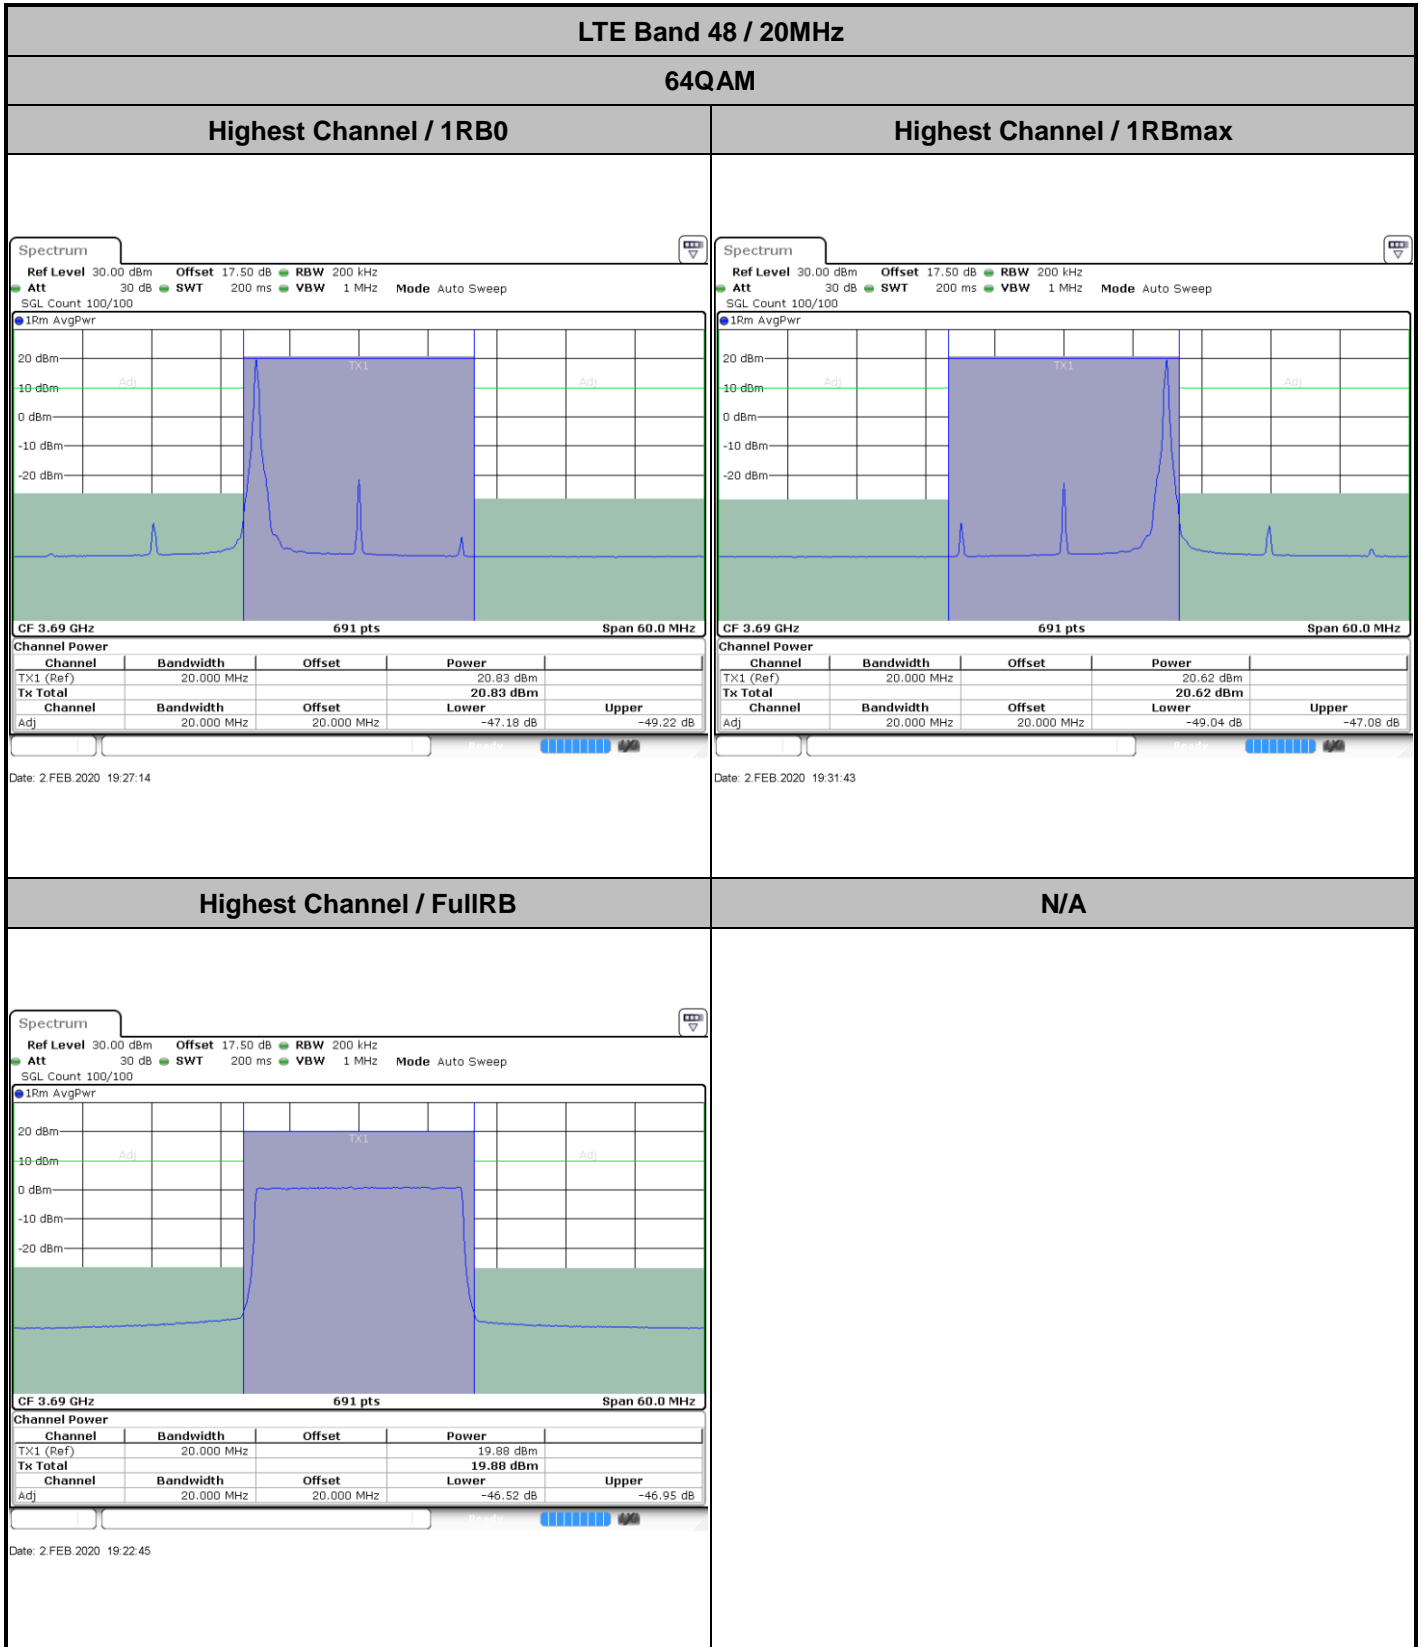 LTE Band 48 / 20MHz
64QAM
Highest Channel / 1RB0
Highest Channel / 1RBmax
Spectrum
Ref Level 30.00 dBm Offset 17.50 dB RBW 200 kHz
Att 30 dB SWT 200 ms VBW 1 MHz Mode Auto Sweep
SGL Count 100/100
1Rm AvgPwr
TX1
Adj
Adj
20 dBm
10 dBm
0 dBm
-10 dBm
-20 dBm
CF 3.69 GHz 691 pts Span 60.0 MHz
Channel Power
Channel Bandwidth Offset Power
TX1 (Ref) 20.000 MHz 20.83 dBm
Tx Total 20.83 dBm
Channel Bandwidth Offset Lower Upper
Adj 20.000 MHz 20.000 MHz -47.18 dB -49.22 dB
Ready
Date: 2.FEB.2020 19:27:14
Spectrum
Ref Level 30.00 dBm Offset 17.50 dB RBW 200 kHz
Att 30 dB SWT 200 ms VBW 1 MHz Mode Auto Sweep
SGL Count 100/100
1Rm AvgPwr
TX1
Adj
Adj
20 dBm
10 dBm
0 dBm
-10 dBm
-20 dBm
CF 3.69 GHz 691 pts Span 60.0 MHz
Channel Power
Channel Bandwidth Offset Power
TX1 (Ref) 20.000 MHz 20.62 dBm
Tx Total 20.62 dBm
Channel Bandwidth Offset Lower Upper
Adj 20.000 MHz 20.000 MHz -49.04 dB -47.08 dB
Ready
Date: 2.FEB.2020 19:31:43
Highest Channel / FullRB
N/A
Spectrum
Ref Level 30.00 dBm Offset 17.50 dB RBW 200 kHz
Att 30 dB SWT 200 ms VBW 1 MHz Mode Auto Sweep
SGL Count 100/100
1Rm AvgPwr
TX1
Adj
Adj
20 dBm
10 dBm
0 dBm
-10 dBm
-20 dBm
CF 3.69 GHz 691 pts Span 60.0 MHz
Channel Power
Channel Bandwidth Offset Power
TX1 (Ref) 20.000 MHz 19.88 dBm
Tx Total 19.88 dBm
Channel Bandwidth Offset Lower Upper
Adj 20.000 MHz 20.000 MHz -46.52 dB -46.95 dB
Ready
Date: 2.FEB.2020 19:22:45